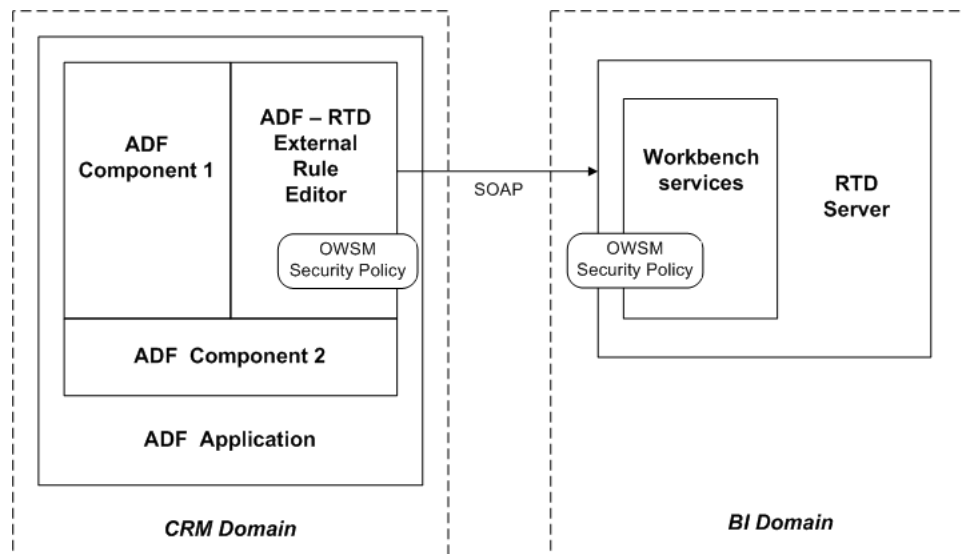 ADF
Component 1
ADF – RTD
External
Rule
Editor
OWSM
Security Policy
ADF Component 2
ADF Application
CRM Domain
SOAP
Workbench
services
RTD
Server
OWSM
Security Policy
BI Domain